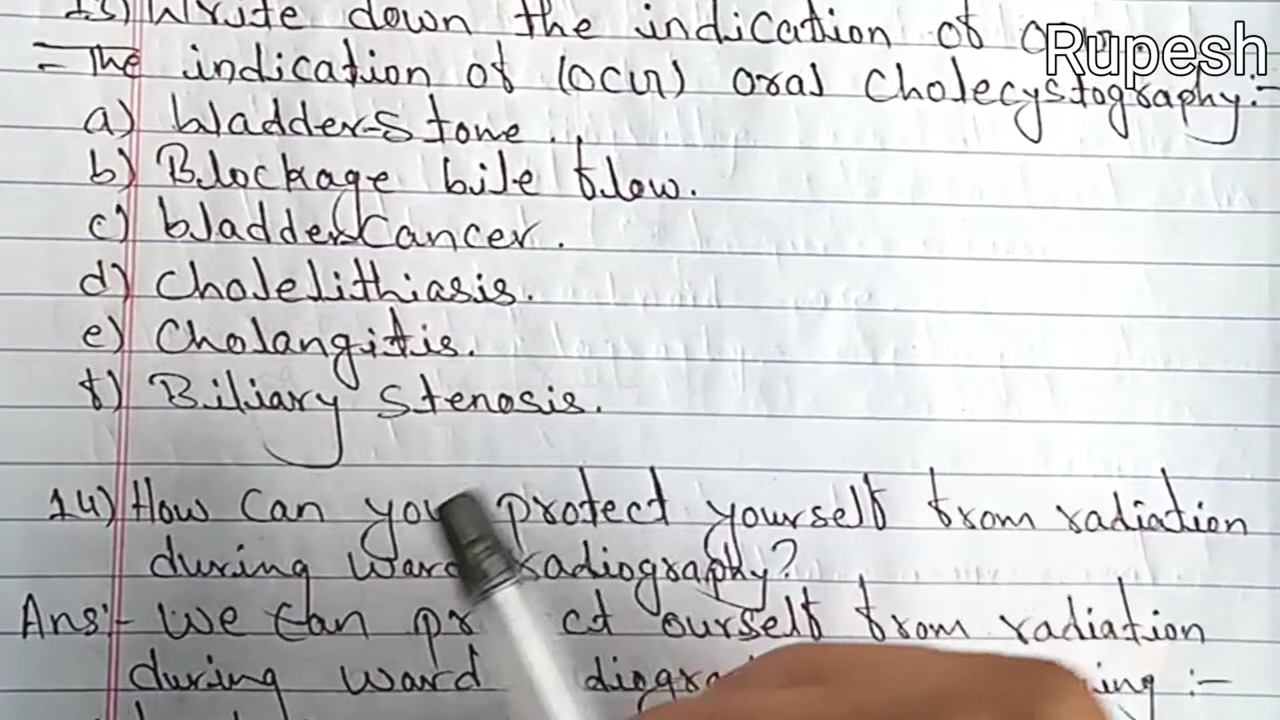 13) Write down the indication of
Rupesh
- The indication of (OCG) oral cholecystography:-
a) bladder-stone.
b) Blockage bile flow.
c) bladder Cancer.
d) Cholelithiasis.
e) Cholangitis.
f) Biliary stenosis.
14) How can you protect yourself from radiation
during ward radiography?
Ans:- We can ourself from radiation
during ward :-